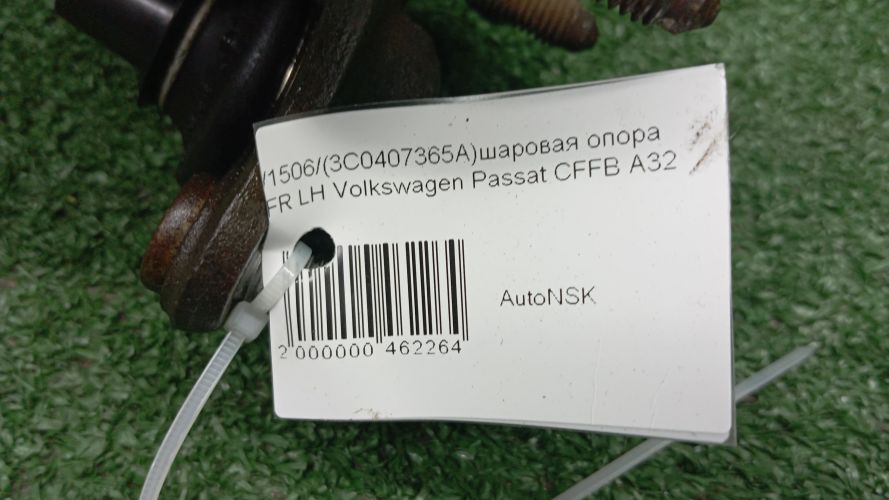 /1506/(3C0407365A)шаровая опора
FR LH Volkswagen Passat CFFB A32
AutoNSK
2 000000 462264